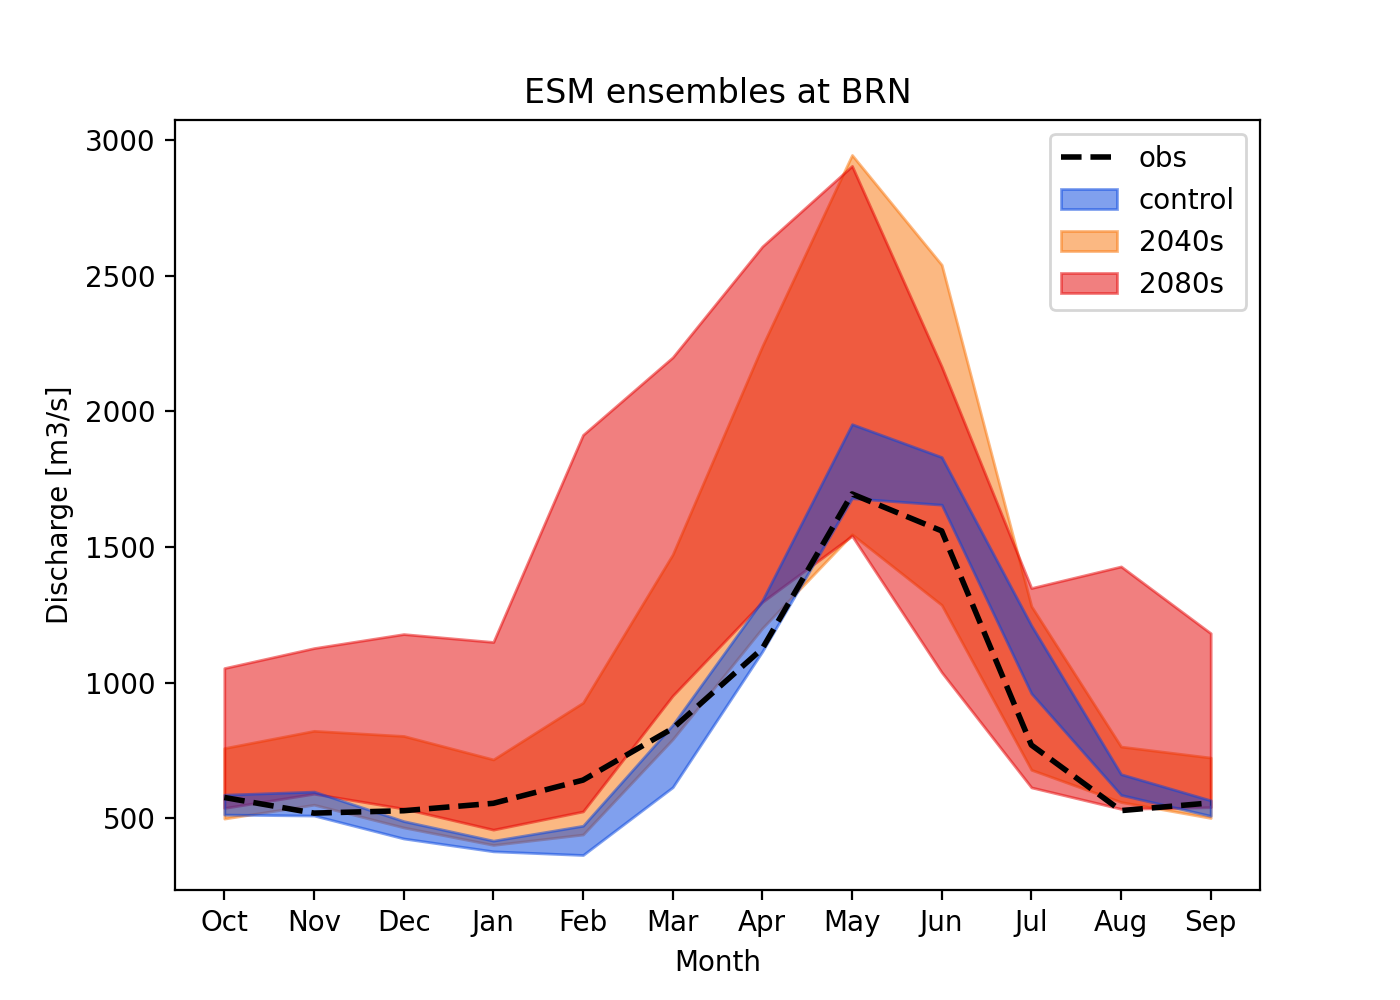 ESM ensembles at BRN
3000
2500
2000
1500
1000
500
Discharge [m3/s]
obs
control
2040s
2080s
Oct Nov Dec Jan Feb Mar Apr May Jun Jul Aug Sep
Month